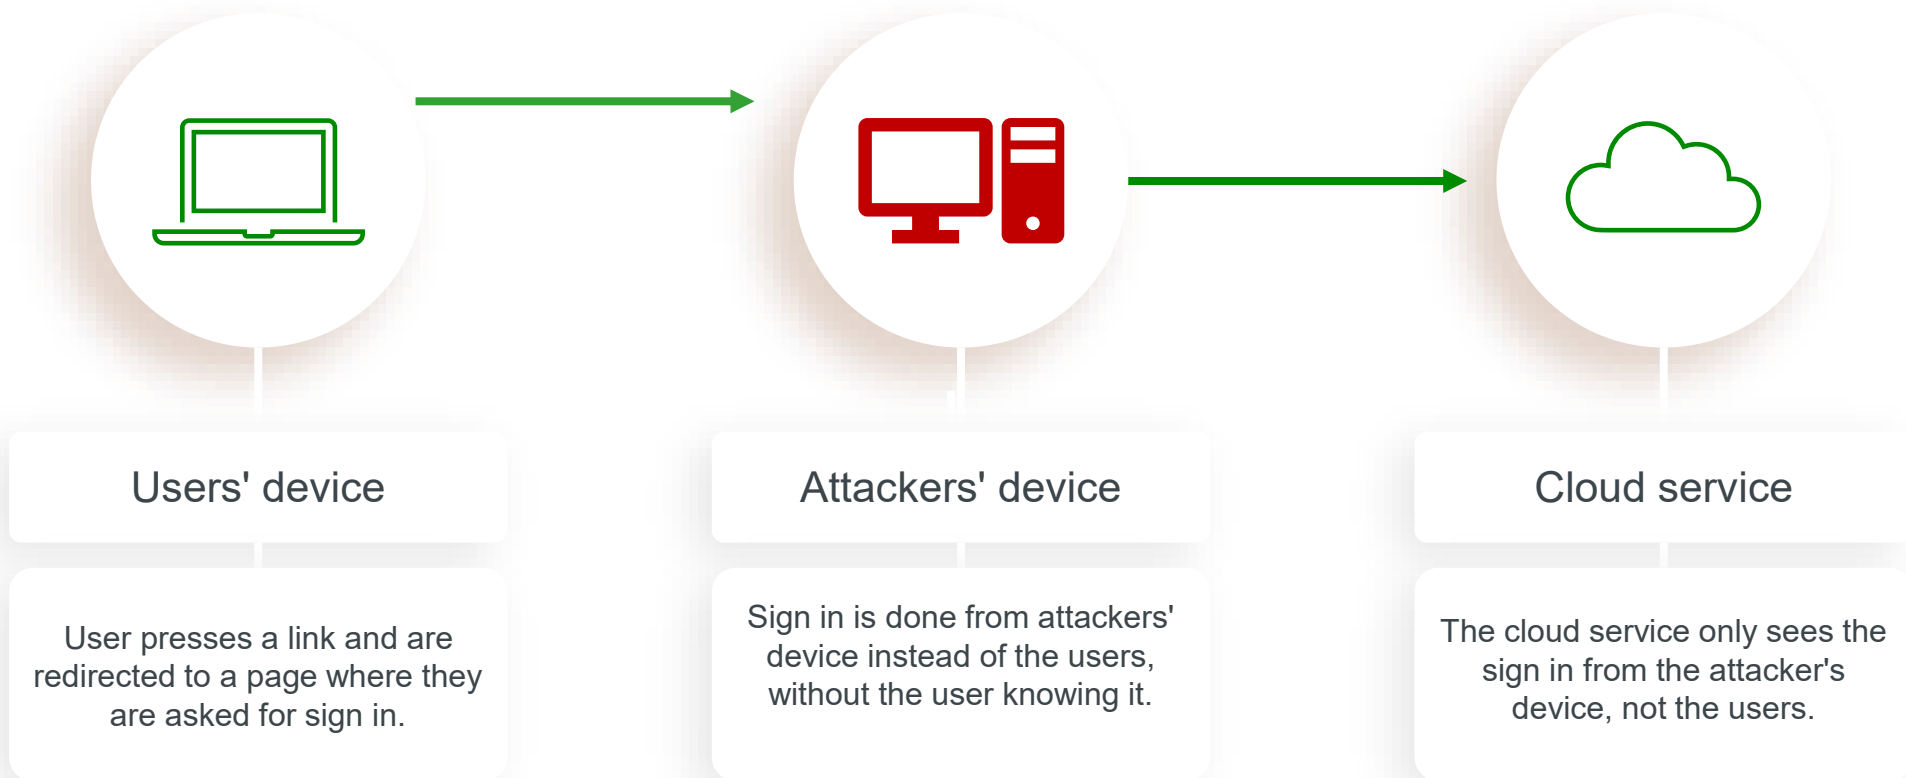 Users' device
User presses a link and are
redirected to a page where they
are asked for sign in.
Attackers' device
Sign in is done from attackers'
device instead of the users,
without the user knowing it.
Cloud service
The cloud service only sees the
sign in from the attacker's
device, not the users.